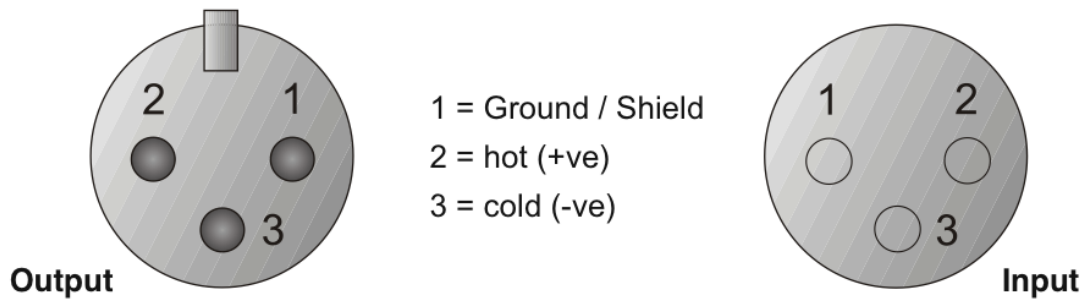 2 1
3
Output
1 = Ground / Shield
2 = hot (+ve)
3 = cold (-ve)
1 2
3
Input